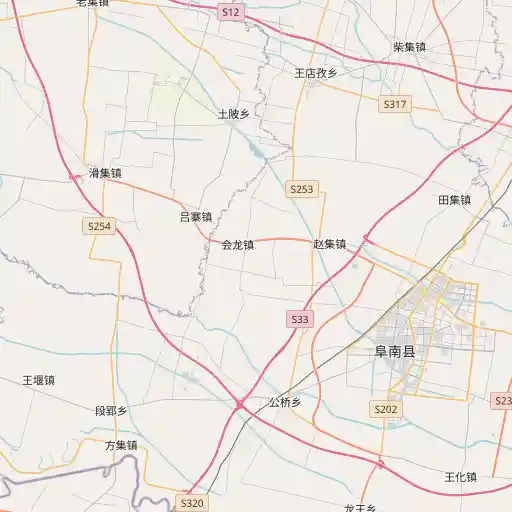 老集镇
S12
柴集镇
王店孜乡
S317
土陂乡
滑集镇
S253
田集镇
吕寨镇
S254
会龙镇
赵集镇
S33
阜南县
王堰镇
公桥乡
段郢乡
S202
S23
方集镇
王化镇
S320
龙王乡